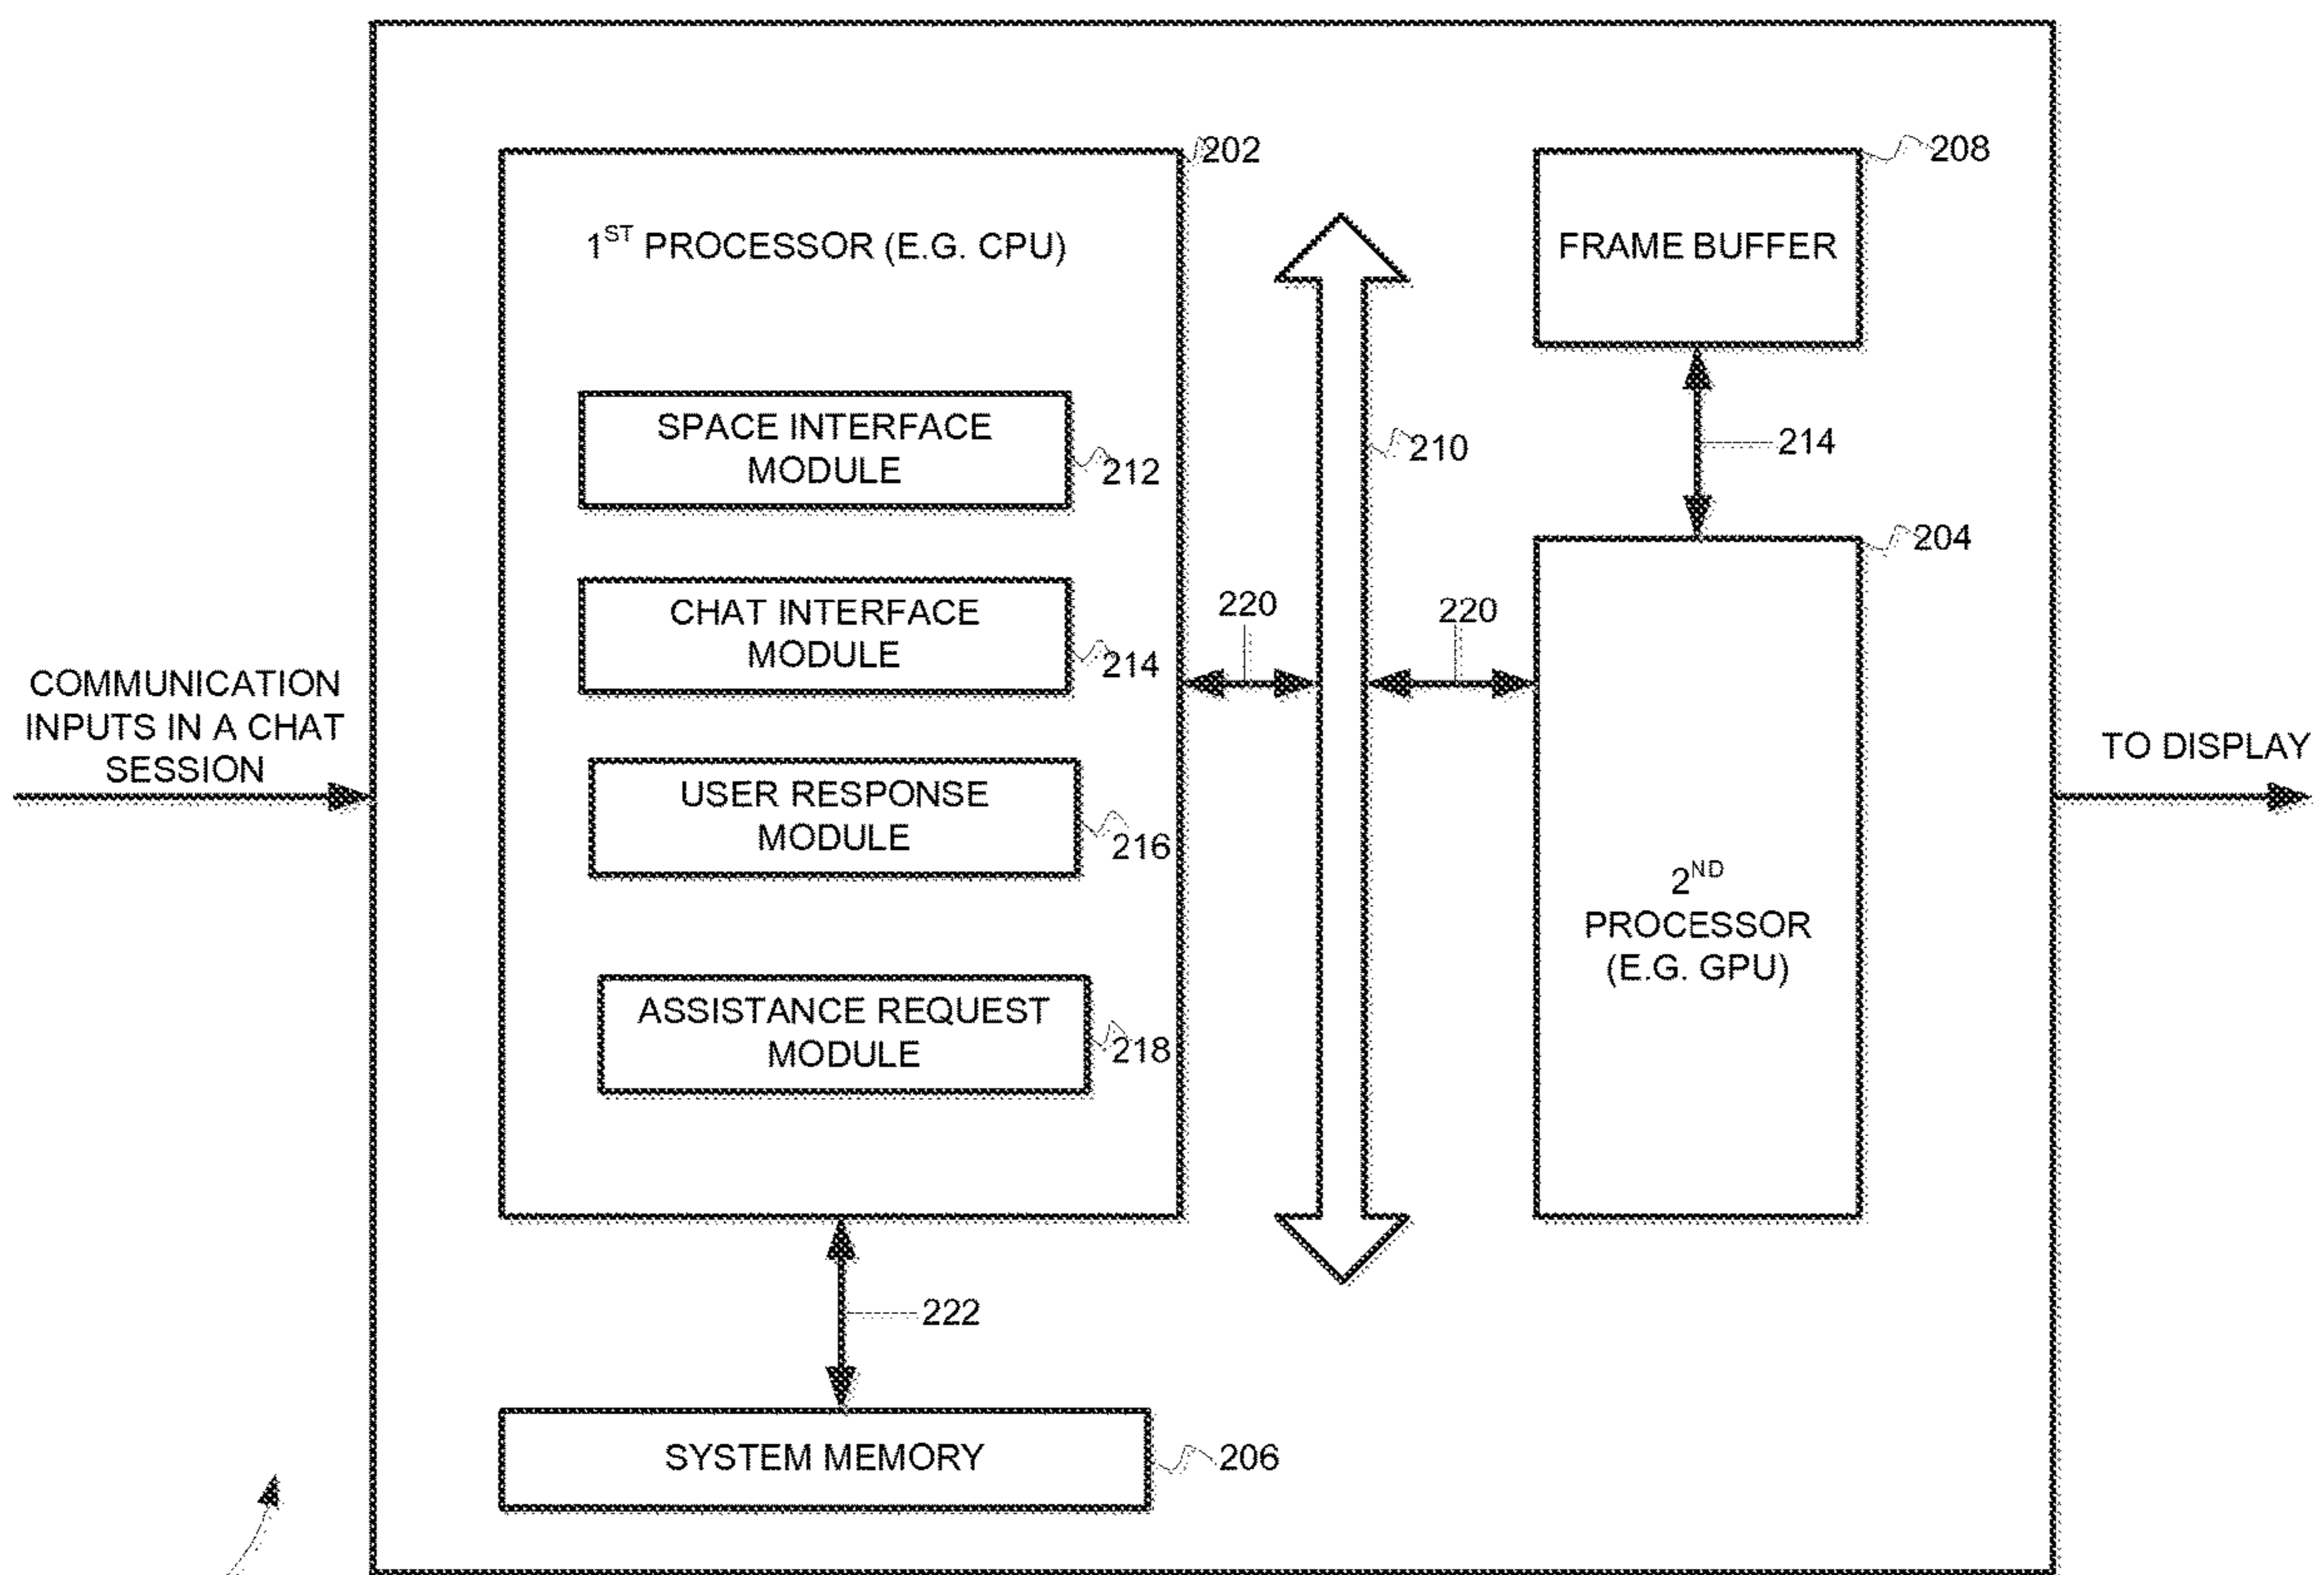 202
208
1ST PROCESSOR (E.G. CPU)
FRAME BUFFER
SPACE INTERFACE
MODULE
212
210
214
204
CHAT INTERFACE
MODULE
214
220
220
COMMUNICATION
INPUTS IN A CHAT
SESSION
TO DISPLAY
USER RESPONSE
MODULE
216
2ND
PROCESSOR
(E.G. GPU)
ASSISTANCE REQUEST
MODULE
218
222
SYSTEM MEMORY
206